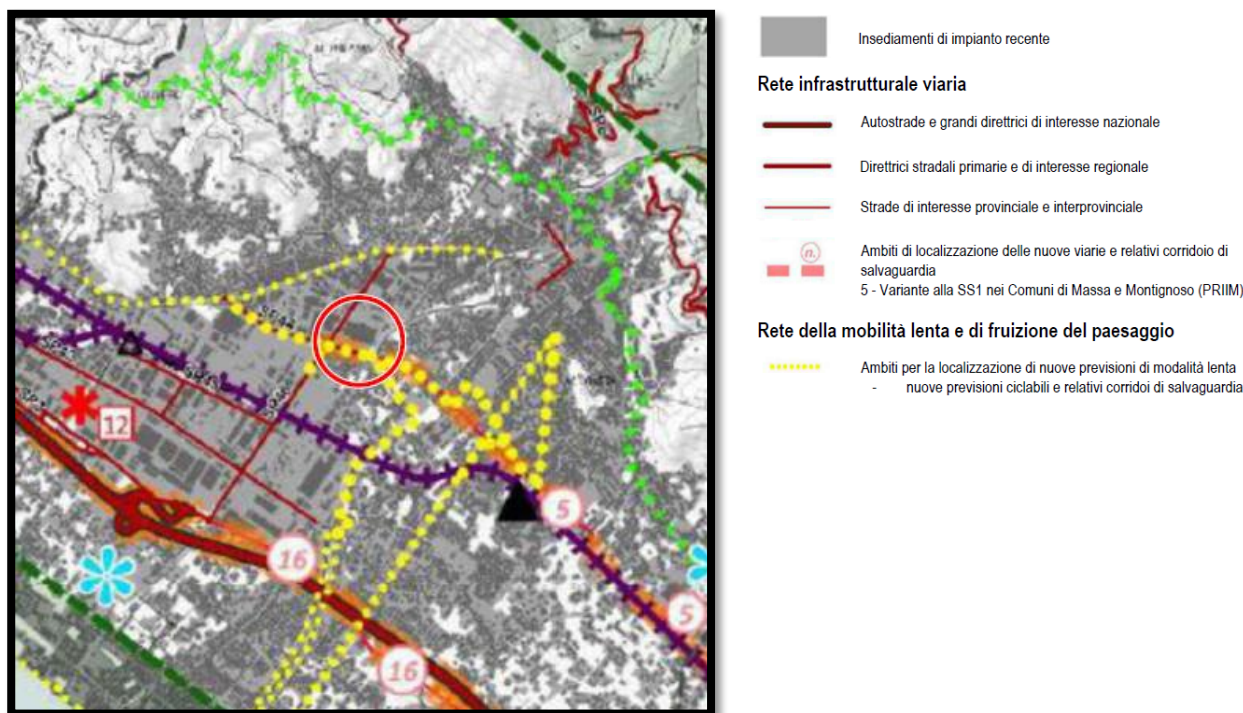 Insediamenti di impianto recente
Rete infrastrutturale viaria
Autostrade e grandi direttrici di interesse nazionale
Direttrici stradali primarie e di interesse regionale
Strade di interesse provinciale e interprovinciale
n.
Ambiti di localizzazione delle nuove viarie e relativi corridoio di
salvaguardia
5 - Variante alla SS1 nei Comuni di Massa e Montignoso (PRIIM)
Rete della mobilità lenta e di fruizione del paesaggio
Ambiti per la localizzazione di nuove previsioni di modalità lenta
- nuove previsioni ciclabili e relativi corridoi di salvaguardia
12
5
16
5
16